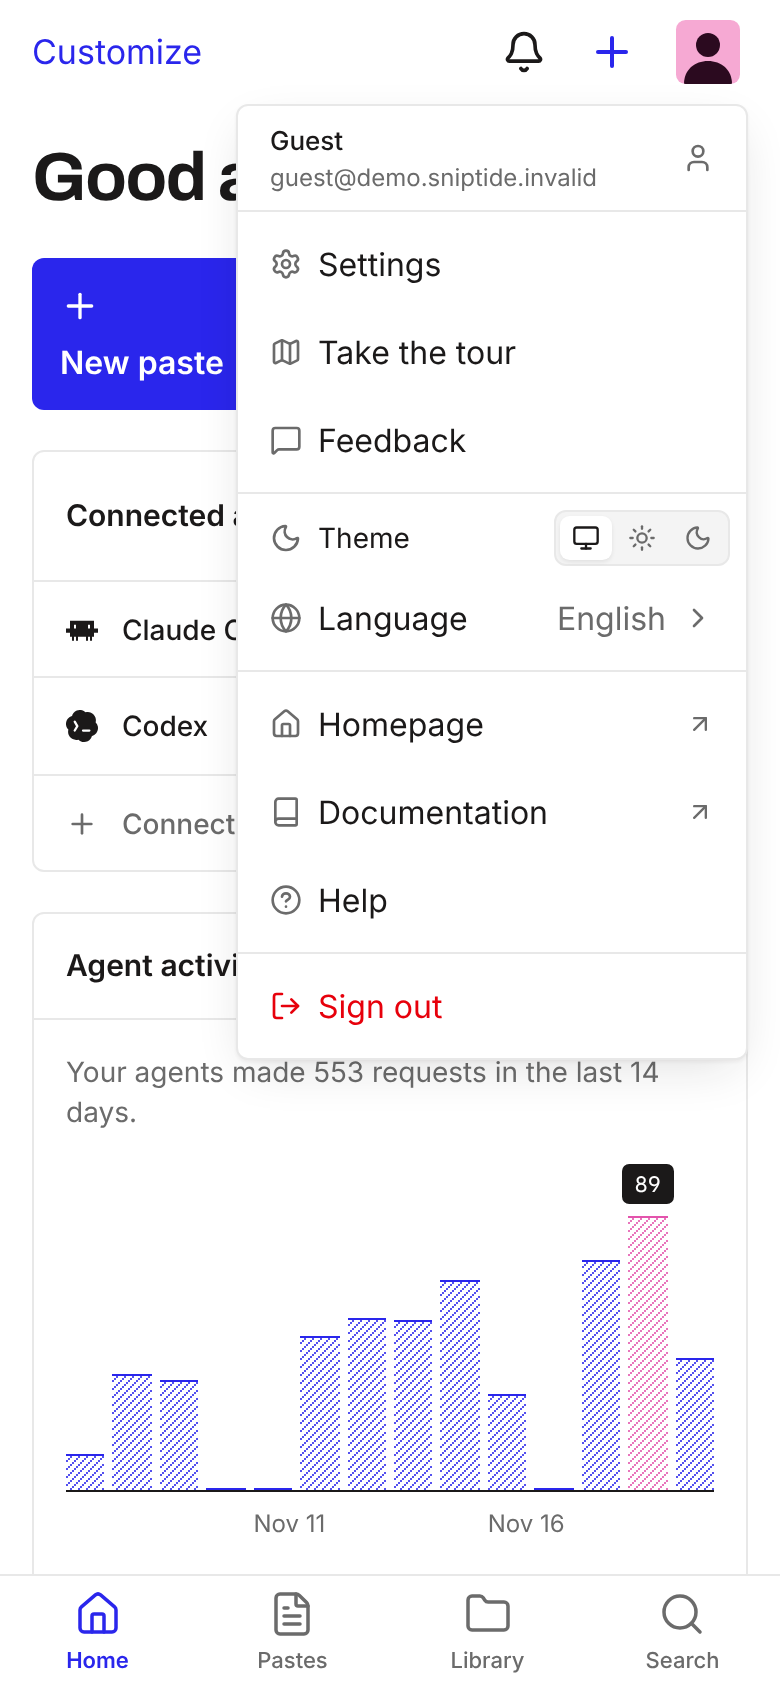 Customize
Good
Guest
guest@demo.sniptide.invalid
New paste
Settings
Take the tour
Feedback
Connected
Theme
Language English
Claude
Codex
Homepage
Connect
Documentation
Help
Agent
Sign out
Your agents made 553 requests in the last 14
days.
89
Nov 11 Nov 16
Home Pastes Library Search